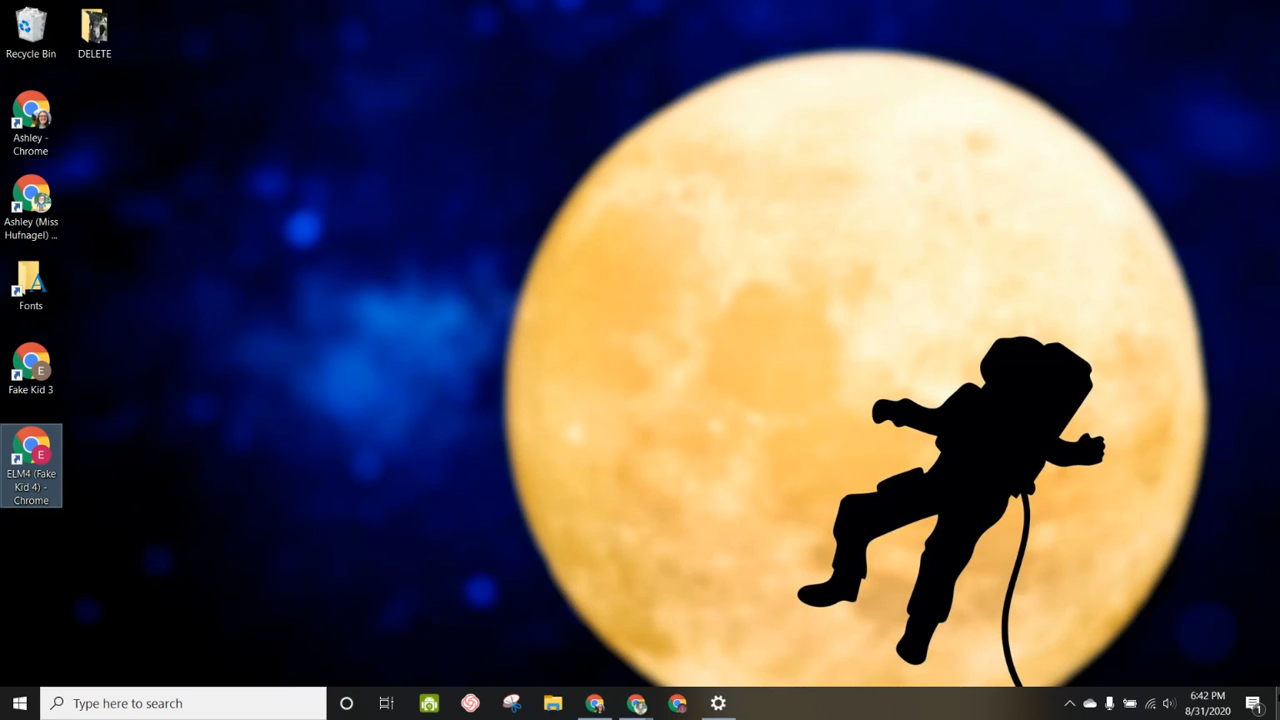 Recycle Bin
DELETE
Ashley -
Chrome
Ashley (Miss
Hufnagel) ...
Fonts
E
Fake Kid 3
E
ELM4 (Fake
Kid 4) -
Chrome
Type here to search
6:42 PM
8/31/2020
1